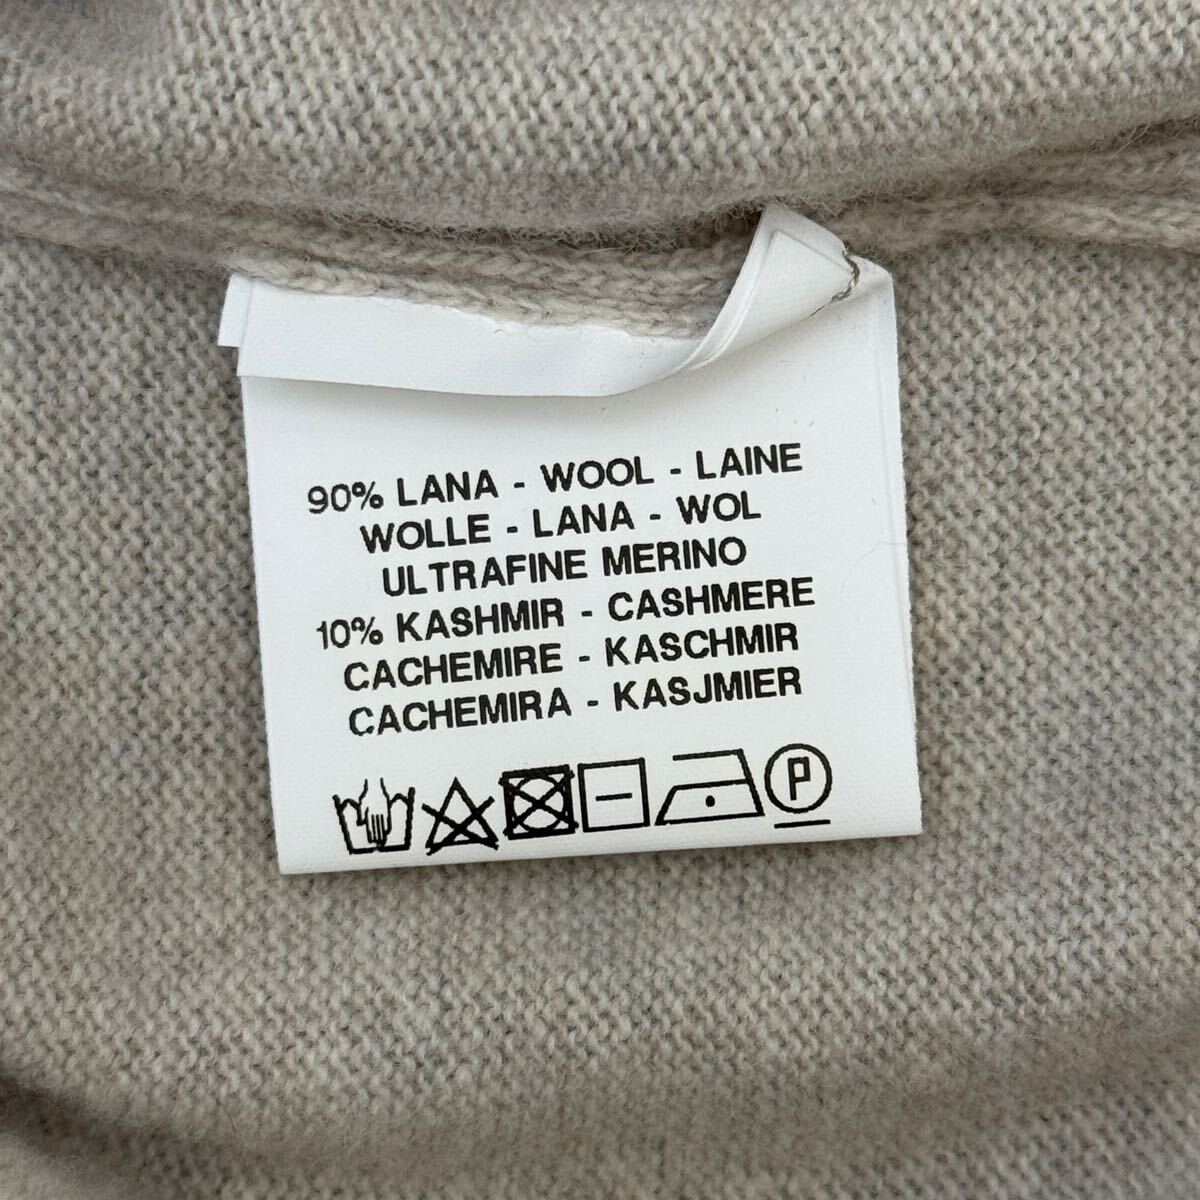 90% LANA - WOOL - LAINE
WOLLE - LANA - WOL
ULTRAFINE MERINO
10% KASHMIR - CASHMERE
CACHEMIRE - KASCHMIR
CACHEMIRA - KASJMIER
P